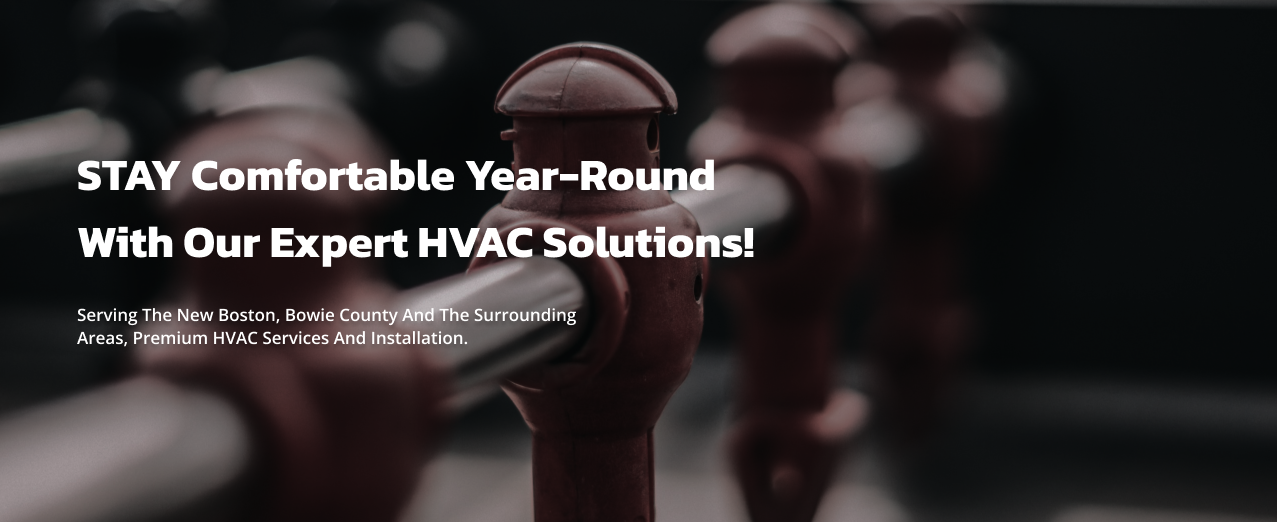 STAY Comfortable Year-Round
With Our Expert HVAC Solutions!
Serving The New Boston, Bowie County And The Surrounding
Areas, Premium HVAC Services And Installation.